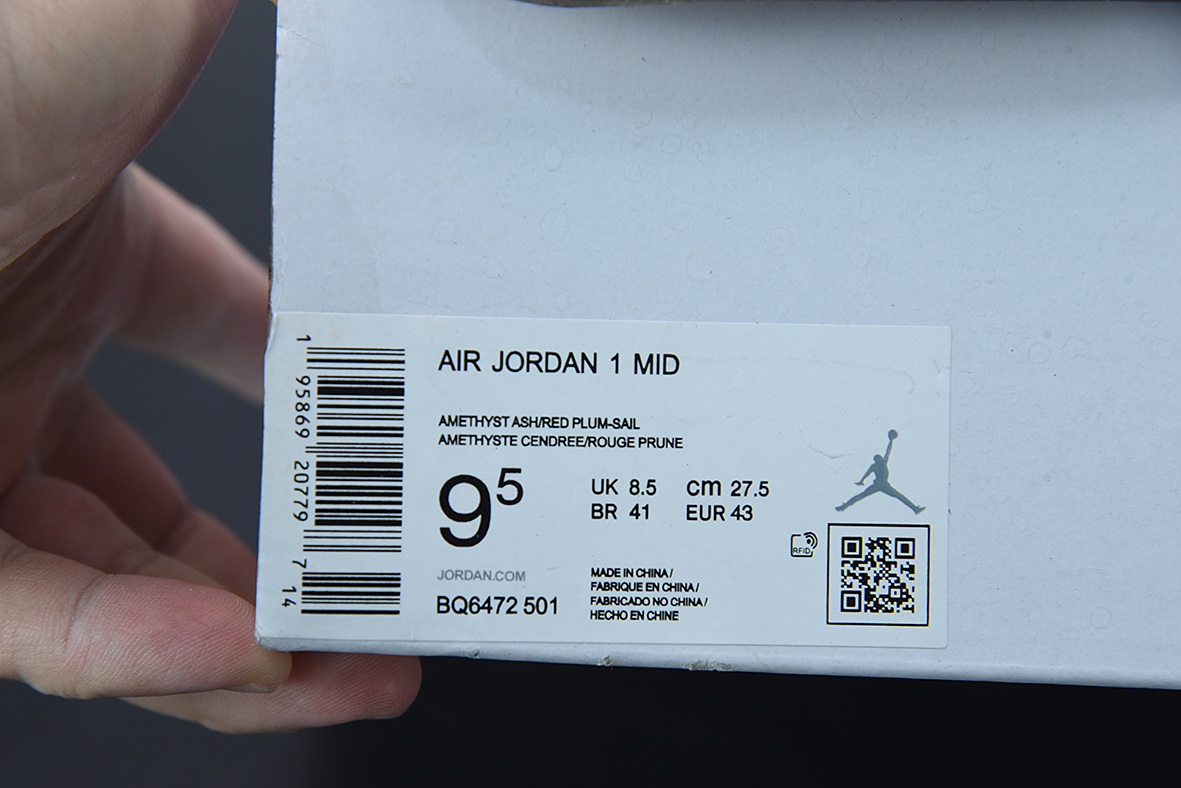 1 95869 20779 7
14
AIR JORDAN 1 MID
AMETHYST ASH/RED PLUM-SAIL
AMETHYSTE CENDREE/ROUGE PRUNE
9⁵
UK 8.5 cm 27.5
BR 41 EUR 43
RFID
JORDAN.COM
BQ6472 501
MADE IN CHINA /
FABRIQUE EN CHINA /
FABRICADO NO CHINA /
HECHO EN CHINE